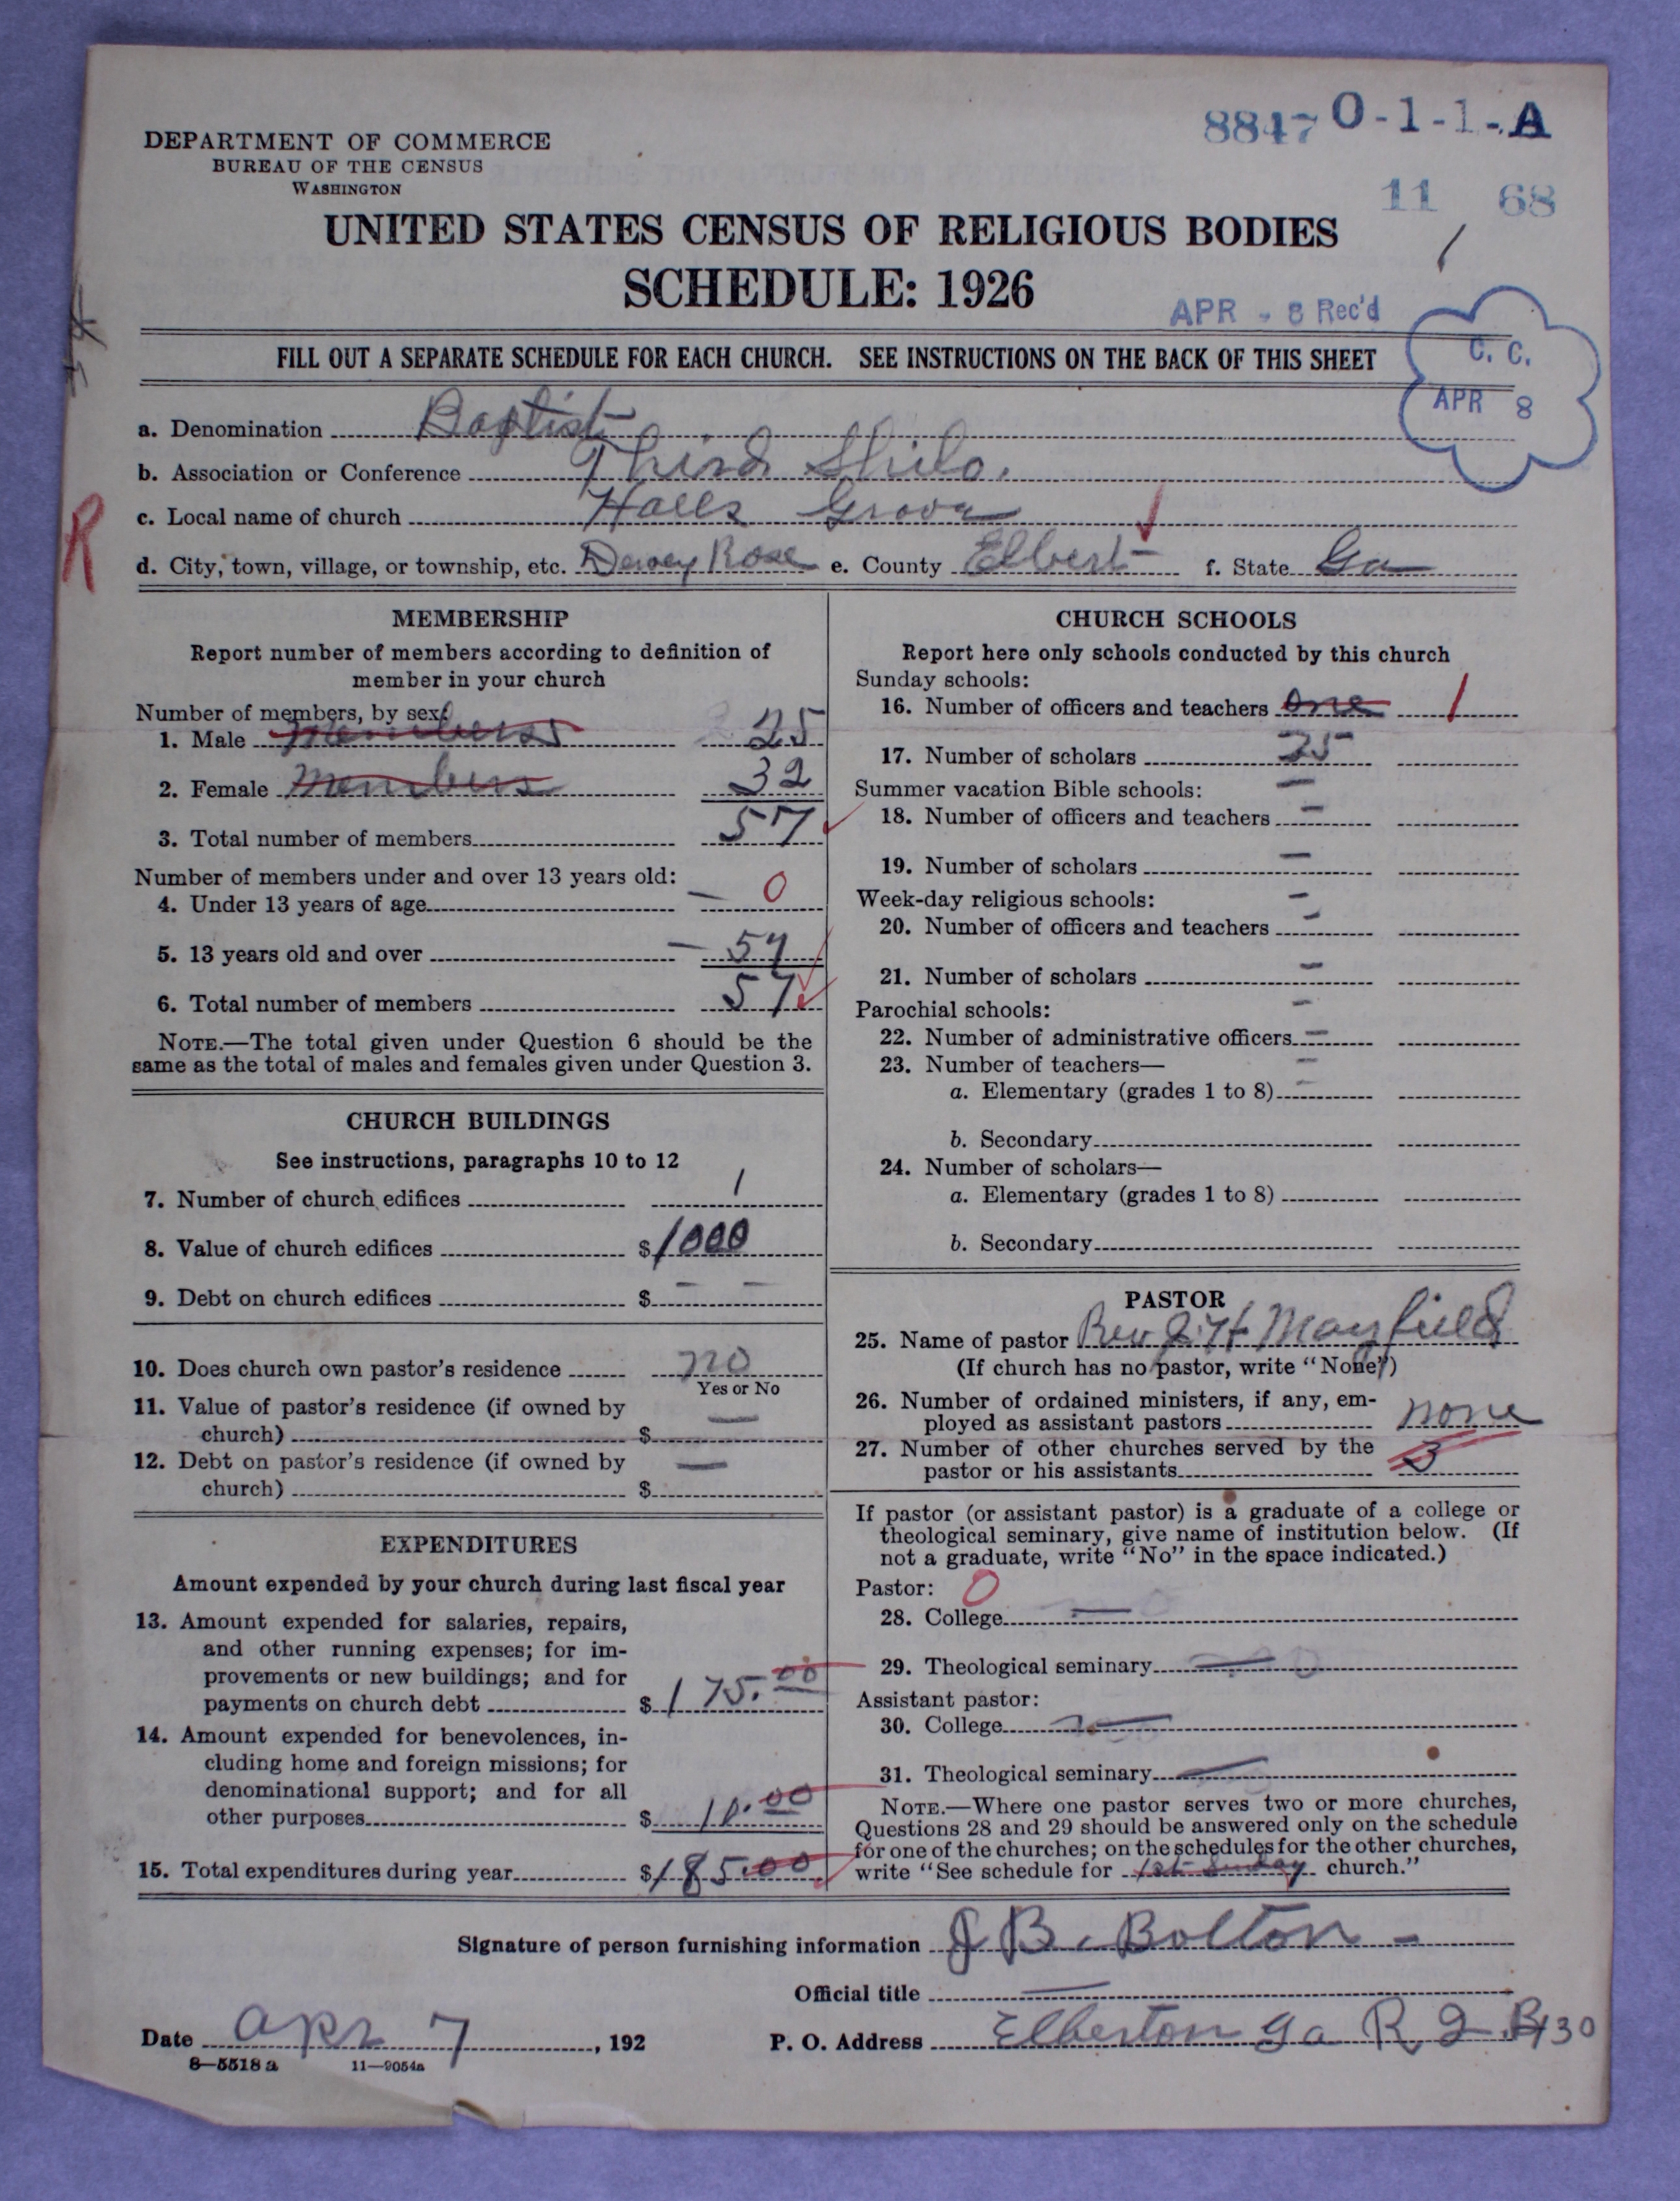 8847 O-1-1-A
DEPARTMENT OF COMMERCE
BUREAU OF THE CENSUS
WASHINGTON
11 68
UNITED STATES CENSUS OF RELIGIOUS BODIES
SCHEDULE: 1926
APR - 8 Rec'd
FILL OUT A SEPARATE SCHEDULE FOR EACH CHURCH. SEE INSTRUCTIONS ON THE BACK OF THIS SHEET
C. C.
APR 8
a. Denomination Baptist
b. Association or Conference Third Shilo.
c. Local name of church Halls Grove
R
d. City, town, village, or township, etc. Dewey Rose e. County Elbert f. State Ga
MEMBERSHIP
Report number of members according to definition of
member in your church
Number of members, by sex:
1. Male Members 25
2. Female Members 32
3. Total number of members 57
Number of members under and over 13 years old:
4. Under 13 years of age — 0
5. 13 years old and over — 57
6. Total number of members 57
NOTE.—The total given under Question 6 should be the
same as the total of males and females given under Question 3.
CHURCH BUILDINGS
See instructions, paragraphs 10 to 12
7. Number of church edifices 1
8. Value of church edifices $1000
9. Debt on church edifices $ — —
10. Does church own pastor's residence no
Yes or No
11. Value of pastor's residence (if owned by
church) $ —
12. Debt on pastor's residence (if owned by
church) $ —
EXPENDITURES
Amount expended by your church during last fiscal year
13. Amount expended for salaries, repairs,
and other running expenses; for im-
provements or new buildings; and for
payments on church debt $175.00
14. Amount expended for benevolences, in-
cluding home and foreign missions; for
denominational support; and for all
other purposes $10.00
15. Total expenditures during year $185.00
CHURCH SCHOOLS
Report here only schools conducted by this church
Sunday schools:
16. Number of officers and teachers one 1
17. Number of scholars 25
Summer vacation Bible schools: —
18. Number of officers and teachers —
19. Number of scholars —
Week-day religious schools: —
20. Number of officers and teachers —
21. Number of scholars —
Parochial schools: —
22. Number of administrative officers —
23. Number of teachers— —
a. Elementary (grades 1 to 8) —
b. Secondary
24. Number of scholars—
a. Elementary (grades 1 to 8)
b. Secondary
PASTOR
25. Name of pastor Rev J. H Mayfield
(If church has no pastor, write "None")
26. Number of ordained ministers, if any, em-
ployed as assistant pastors none
27. Number of other churches served by the
pastor or his assistants 3
If pastor (or assistant pastor) is a graduate of a college or
theological seminary, give name of institution below. (If
not a graduate, write "No" in the space indicated.)
Pastor: 0
28. College —
29. Theological seminary —
Assistant pastor:
30. College —
31. Theological seminary —
NOTE.—Where one pastor serves two or more churches,
Questions 28 and 29 should be answered only on the schedule
for one of the churches; on the schedules for the other churches,
write "See schedule for 1st Sunday church."
Signature of person furnishing information J B. Bolton —
Official title —
Date Apr 7, 192
P. O. Address Elberton Ga R 2
8—5518 a 11—9054a